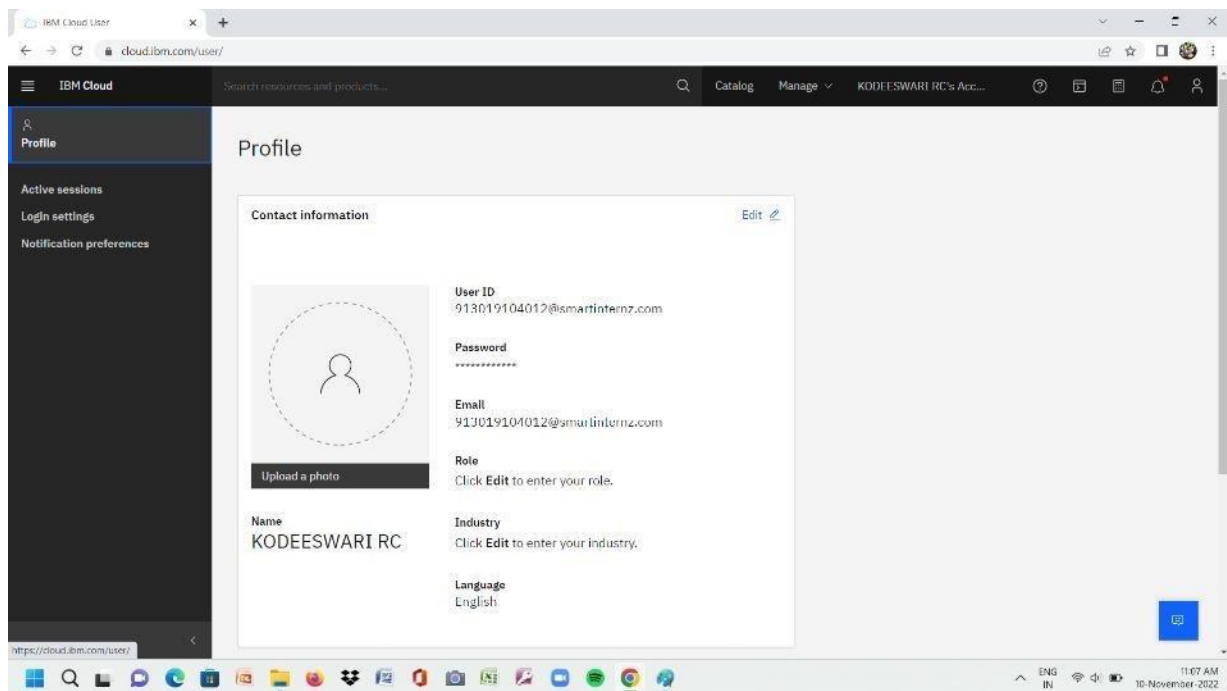 IBM Cloud User
cloud.ibm.com/user/
IBM Cloud
Search resources and products...
Catalog
Manage
KODEESWARI RC's Acc...
Profile
Active sessions
Login settings
Notification preferences
Profile
Contact information
Edit
User ID
913019104012@smartinternz.com
Password
************
Email
913019104012@smartinternz.com
Role
Upload a photo
Click Edit to enter your role.
Name
KODEESWARI RC
Industry
Click Edit to enter your industry.
Language
English
https://cloud.ibm.com/user/
ENG
IN
11:07 AM
10-November-2022